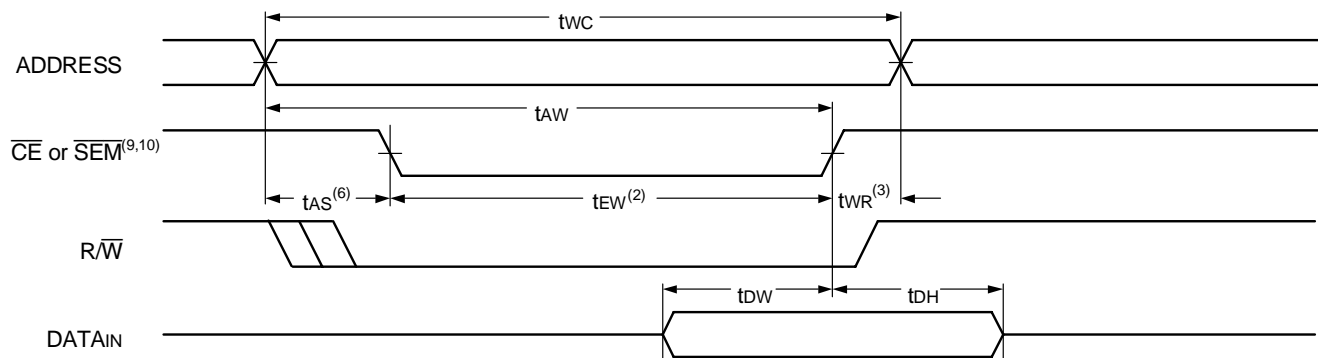 tWC
ADDRESS
tAW
CE or SEM(9,10)
tAS(6) tEW(2) tWR(3)
R/W
tDW tDH
DATAIN